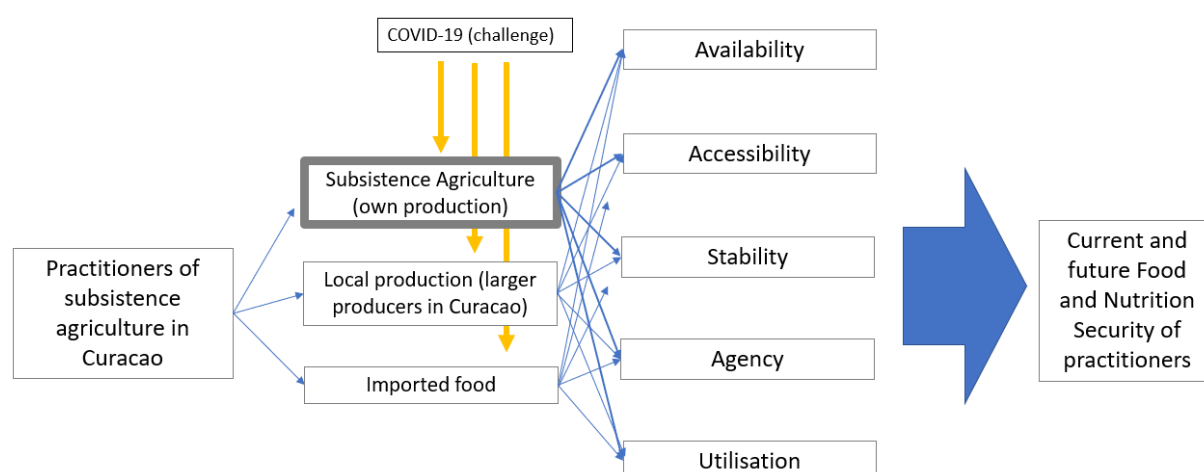 COVID-19 (challenge)
Availability
Accessibility
Subsistence Agriculture
(own production)
Practitioners of
subsistence
agriculture in
Curacao
Local production (larger
producers in Curacao)
Stability
Imported food
Agency
Utilisation
Current and
future Food
and Nutrition
Security of
practitioners